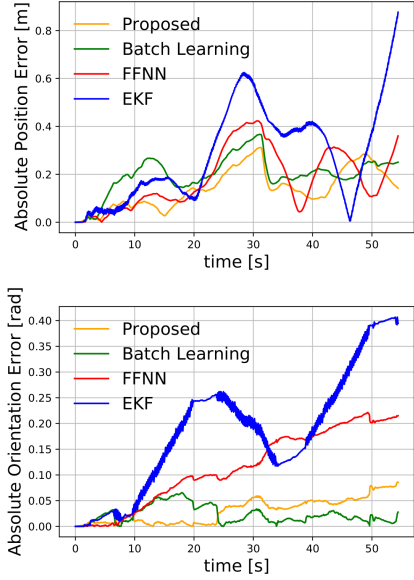 0.8
0.6
0.4
0.2
0.0
Absolute Position Error [m]
Proposed
Batch Learning
FFNN
EKF
0 10 20 30 40 50
time [s]
0.40
0.35
0.30
0.25
0.20
0.15
0.10
0.05
0.00
Absolute Orientation Error [rad]
Proposed
Batch Learning
FFNN
EKF
0 10 20 30 40 50
time [s]